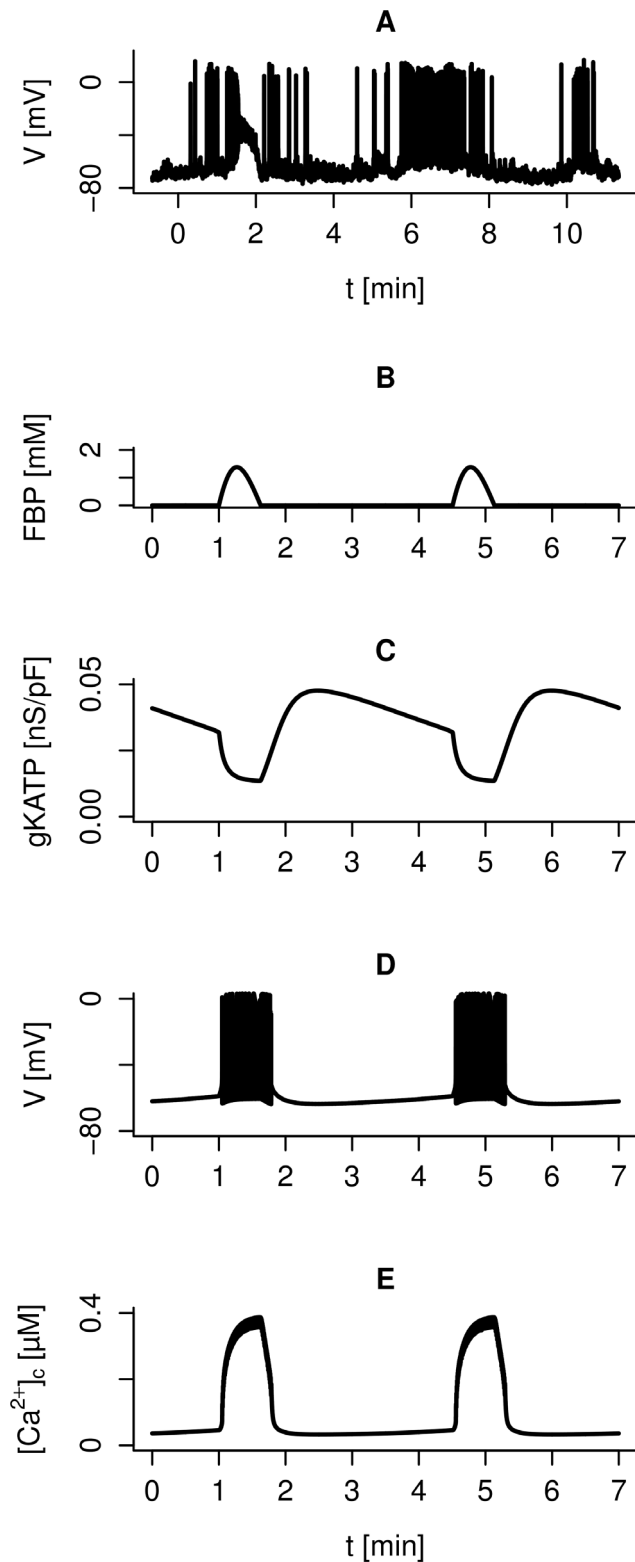 A
V [mV]
0
−80
0 2 4 6 8 10
t [min]
B
FBP [mM]
2
0
0 1 2 3 4 5 6 7
C
gKATP [nS/pF]
0.05
0.00
0 1 2 3 4 5 6 7
D
V [mV]
0
−80
0 1 2 3 4 5 6 7
E
[Ca²⁺]c [µM]
0.4
0
0 1 2 3 4 5 6 7
t [min]